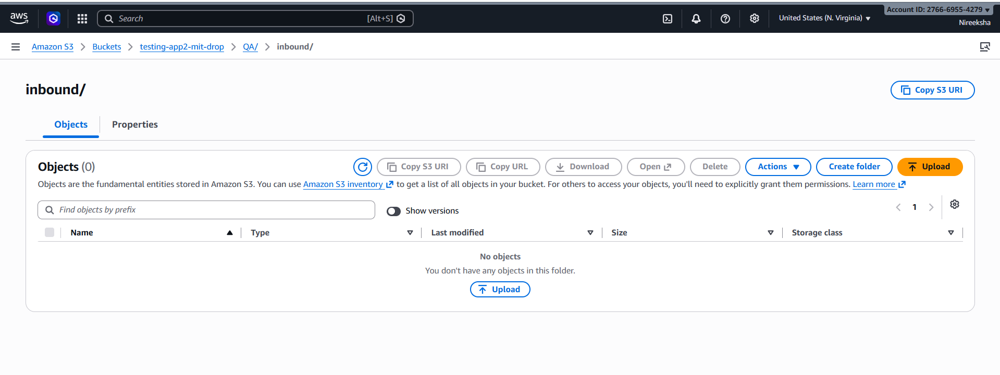 aws
Search [Alt+S]
United States (N. Virginia)
Account ID: 2766-6955-4279
Nireeksha
Amazon S3 Buckets testing-app2-mit-drop QA/ inbound/
inbound/
Copy S3 URI
Objects Properties
Objects (0)
Copy S3 URI Copy URL Download Open Delete Actions Create folder Upload
Objects are the fundamental entities stored in Amazon S3. You can use Amazon S3 inventory to get a list of all objects in your bucket. For others to access your objects, you'll need to explicitly grant them permissions. Learn more
Find objects by prefix
Show versions
1
Name Type Last modified Size Storage class
No objects
You don't have any objects in this folder.
Upload